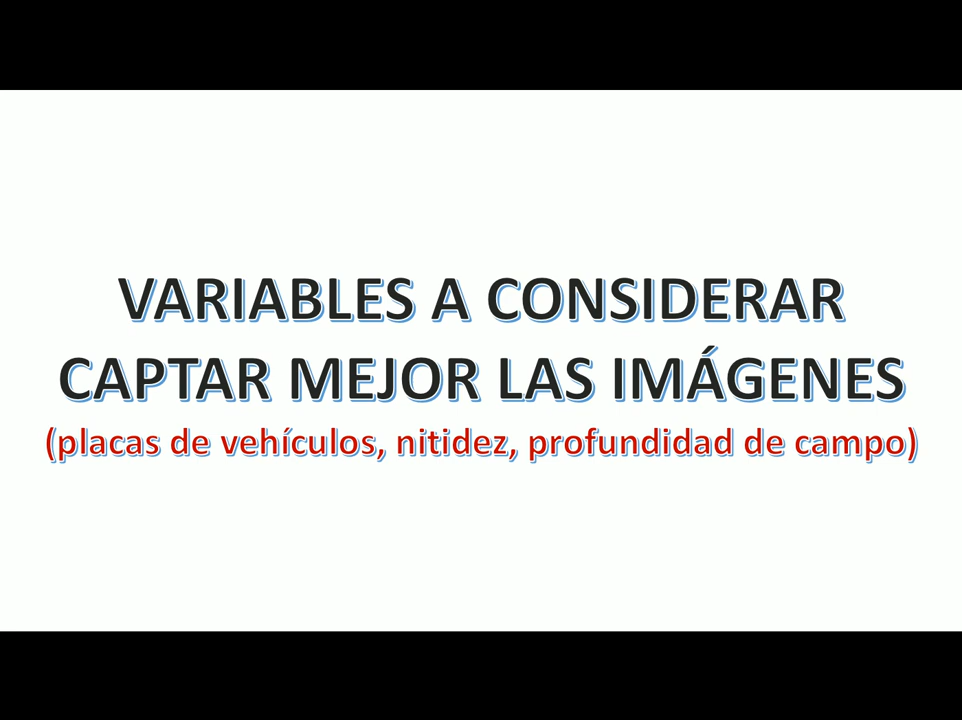 VARIABLES A CONSIDERAR
CAPTAR MEJOR LAS IMÁGENES
(placas de vehículos, nitidez, profundidad de campo)